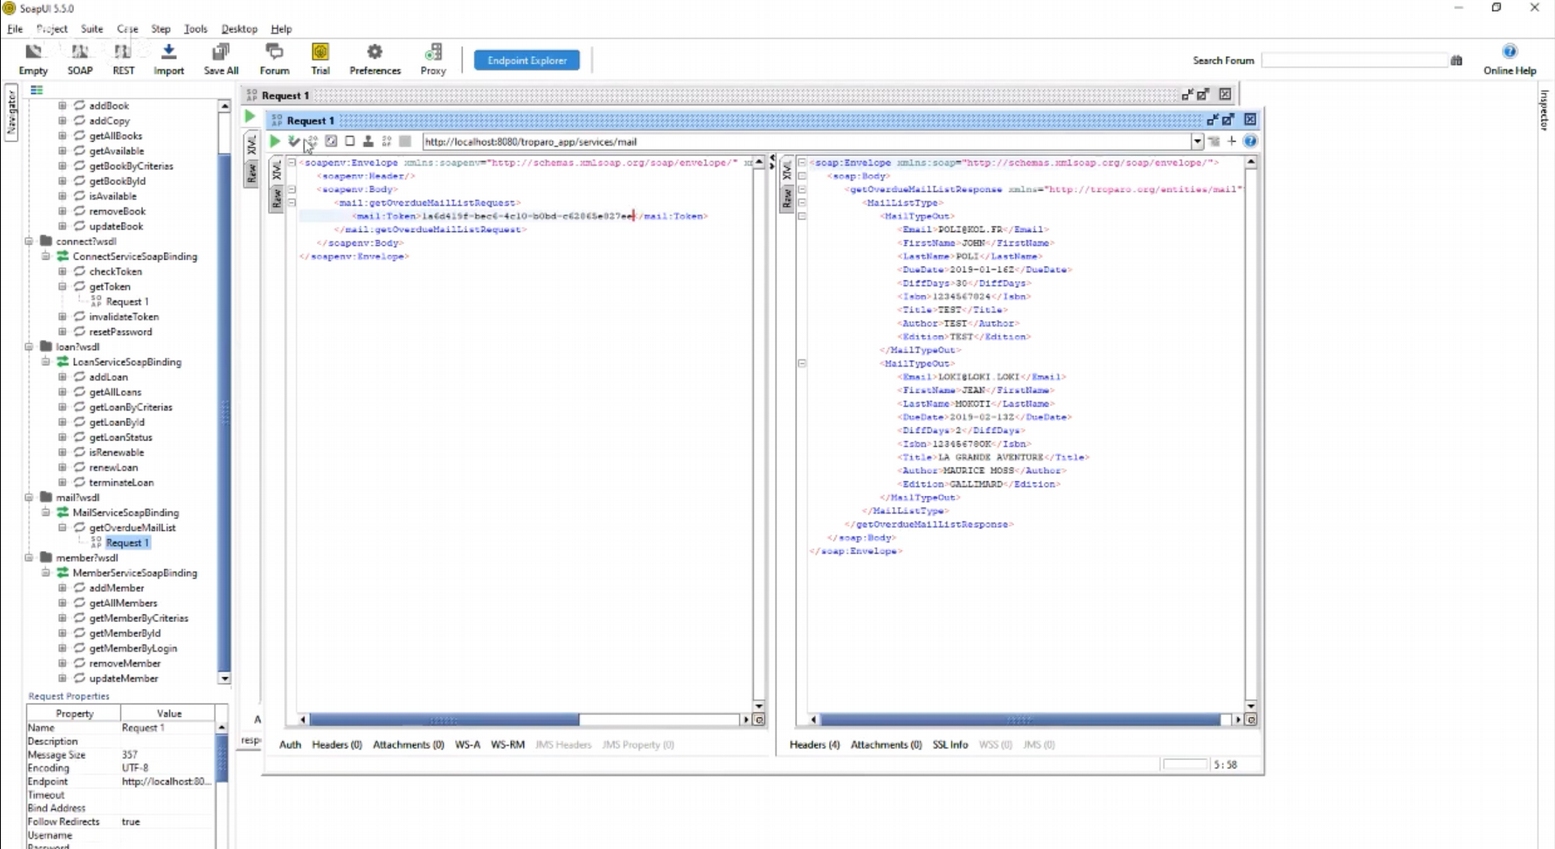 SoapUI 5.5.0
File Project Suite Case Step Tools Desktop Help
Empty SOAP REST Import Save All Forum Trial Preferences Proxy Endpoint Explorer Search Forum Online Help
Navigator
Inspector
addBook
addCopy
getAllBooks
getAvailable
getBookByCriterias
getBookById
isAvailable
removeBook
updateBook
connect?wsdl
ConnectServiceSoapBinding
checkToken
getToken
Request 1
invalidateToken
resetPassword
loan?wsdl
LoanServiceSoapBinding
addLoan
getAllLoans
getLoanByCriterias
getLoanById
getLoanStatus
isRenewable
renewLoan
terminateLoan
mail?wsdl
MailServiceSoapBinding
getOverdueMailList
Request 1
member?wsdl
MemberServiceSoapBinding
addMember
getAllMembers
getMemberByCriterias
getMemberById
getMemberByLogin
removeMember
updateMember
Request Properties
Property Value
Name Request 1
Description
Message Size 357
Encoding UTF-8
Endpoint http://localhost:80...
Timeout
Bind Address
Follow Redirects true
Username
Password
Request 1
Request 1
http://localhost:8080/troparo_app/services/mail
XML
Raw
XML
Raw
<soapenv:Envelope xmlns:soapenv="http://schemas.xmlsoap.org/soap/envelope/"
<soapenv:Header/>
<soapenv:Body>
<mail:getOverdueMailListRequest>
<mail:Token>1a6d419f-bec6-4c10-b0bd-c62865e827ee</mail:Token>
</mail:getOverdueMailListRequest>
</soapenv:Body>
</soapenv:Envelope>
XML
Raw
<soap:Envelope xmlns:soap="http://schemas.xmlsoap.org/soap/envelope/">
<soap:Body>
<getOverdueMailListResponse xmlns="http://troparo.org/entities/mail"
<MailListType>
<MailTypeOut>
<Email>POLI@KOL.FR</Email>
<FirstName>JOHN</FirstName>
<LastName>POLI</LastName>
<DueDate>2019-01-16Z</DueDate>
<DiffDays>30</DiffDays>
<Isbn>1234567824</Isbn>
<Title>TEST</Title>
<Author>TEST</Author>
<Edition>TEST</Edition>
</MailTypeOut>
<MailTypeOut>
<Email>LOKI@LOKI.LOKI</Email>
<FirstName>JEAN</FirstName>
<LastName>MOKOTI</LastName>
<DueDate>2019-02-13Z</DueDate>
<DiffDays>2</DiffDays>
<Isbn>123456780K</Isbn>
<Title>LA GRANDE AVENTURE</Title>
<Author>MAURICE MOSS</Author>
<Edition>GALLIMARD</Edition>
</MailTypeOut>
</MailListType>
</getOverdueMailListResponse>
</soap:Body>
</soap:Envelope>
Auth Headers (0) Attachments (0) WS-A WS-RM JMS Headers JMS Property (0)
Headers (4) Attachments (0) SSL Info WSS (0) JMS (0)
A
resp
5 : 58